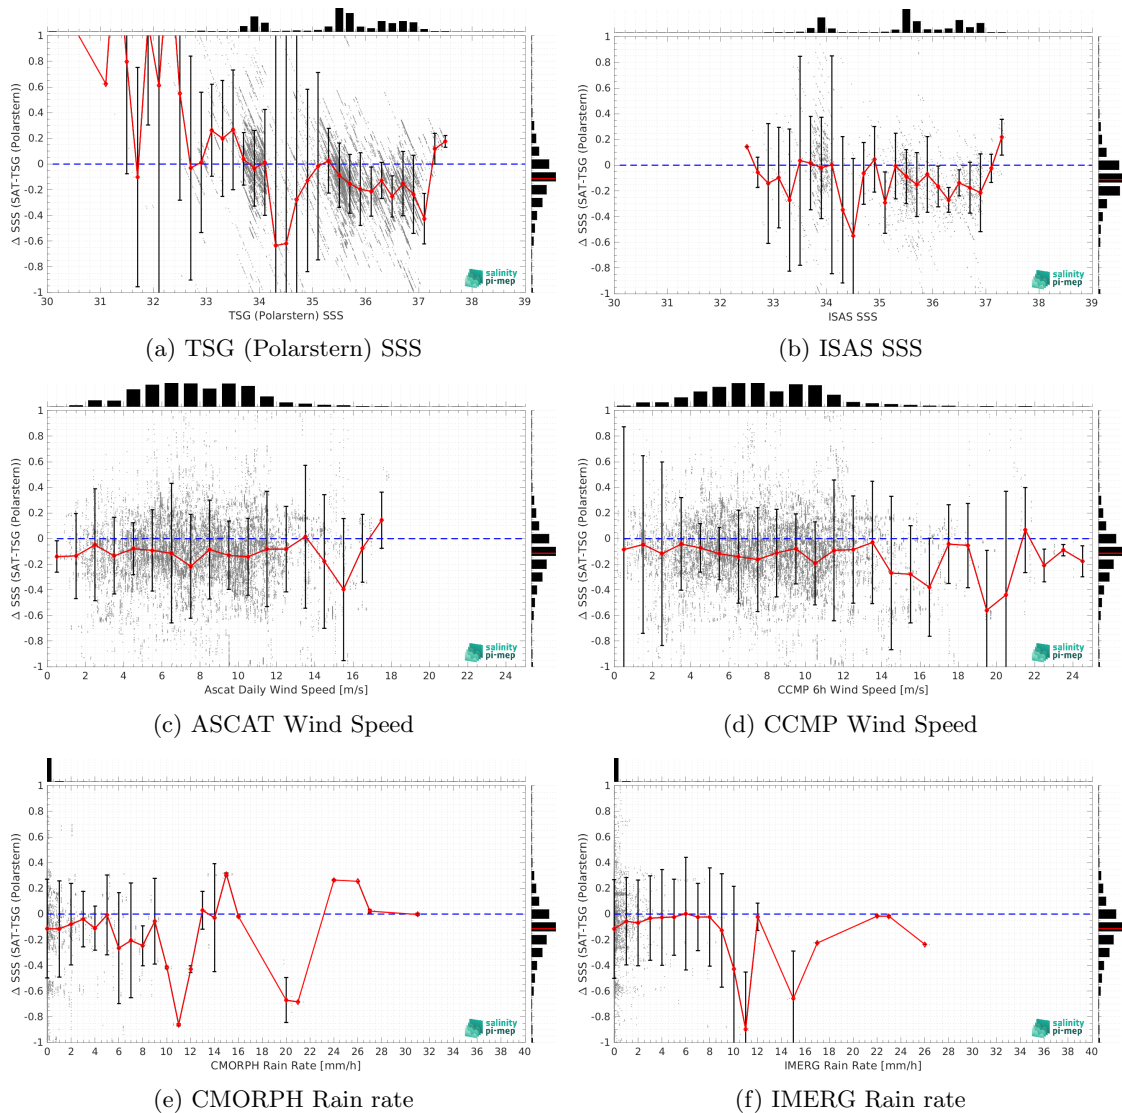 1
0.8
0.6
0.4
0.2
0
-0.2
-0.4
-0.6
-0.8
-1
Δ SSS (SAT-TSG (Polarstern))
salinity
pi-mep
30 31 32 33 34 35 36 37 38 39
TSG (Polarstern) SSS
(a) TSG (Polarstern) SSS
1
0.8
0.6
0.4
0.2
0
-0.2
-0.4
-0.6
-0.8
-1
Δ SSS (SAT-TSG (Polarstern))
salinity
pi-mep
30 31 32 33 34 35 36 37 38 39
ISAS SSS
(b) ISAS SSS
1
0.8
0.6
0.4
0.2
0
-0.2
-0.4
-0.6
-0.8
-1
Δ SSS (SAT-TSG (Polarstern))
salinity
pi-mep
0 2 4 6 8 10 12 14 16 18 20 22 24
Ascat Daily Wind Speed [m/s]
(c) ASCAT Wind Speed
1
0.8
0.6
0.4
0.2
0
-0.2
-0.4
-0.6
-0.8
-1
Δ SSS (SAT-TSG (Polarstern))
salinity
pi-mep
0 2 4 6 8 10 12 14 16 18 20 22 24
CCMP 6h Wind Speed [m/s]
(d) CCMP Wind Speed
1
0.8
0.6
0.4
0.2
0
-0.2
-0.4
-0.6
-0.8
-1
Δ SSS (SAT-TSG (Polarstern))
salinity
pi-mep
0 2 4 6 8 10 12 14 16 18 20 22 24 26 28 30 32 34 36 38 40
CMORPH Rain Rate [mm/h]
(e) CMORPH Rain rate
1
0.8
0.6
0.4
0.2
0
-0.2
-0.4
-0.6
-0.8
-1
Δ SSS (SAT-TSG (Polarstern))
salinity
pi-mep
0 2 4 6 8 10 12 14 16 18 20 22 24 26 28 30 32 34 36 38 40
IMERG Rain Rate [mm/h]
(f) IMERG Rain rate